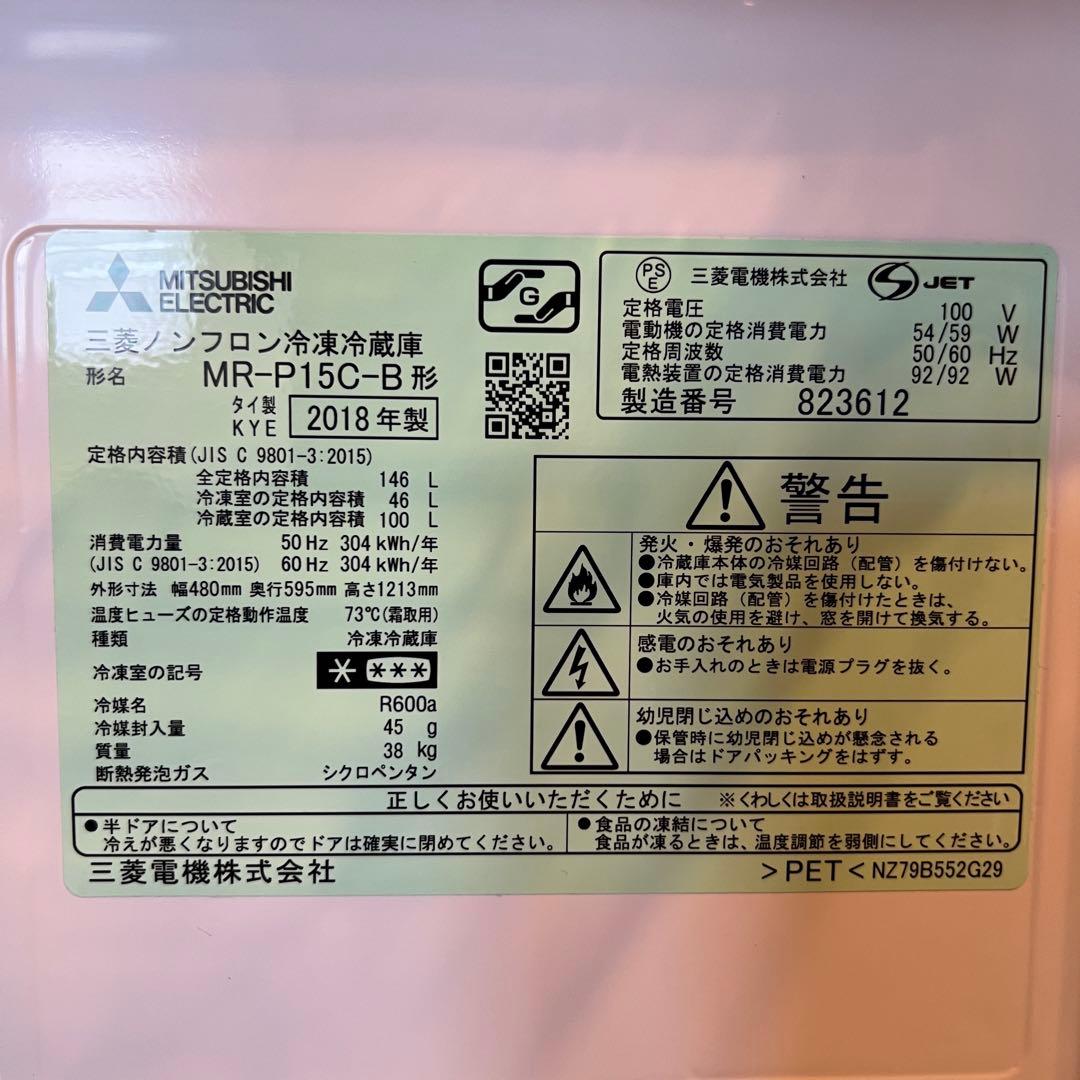 MITSUBISHI
ELECTRIC
三菱ノンフロン冷凍冷蔵庫
形名 MR-P15C-B 形
タイ製
KYE
2018 年製
定格内容積(JIS C 9801-3:2015)
全定格内容積 146 L
冷凍室の定格内容積 46 L
冷蔵室の定格内容積 100 L
消費電力量 50 Hz 304 kWh/年
(JIS C 9801-3:2015) 60 Hz 304 kWh/年
外形寸法 幅480mm 奥行595mm 高さ1213mm
温度ヒューズの定格動作温度 73℃(霜取用)
種類 冷凍冷蔵庫
冷凍室の記号 * ***
冷媒名 R600a
冷媒封入量 45 g
質量 38 kg
断熱発泡ガス シクロペンタン
G
PS
E
三菱電機株式会社
S JET
定格電圧 100 V
電動機の定格消費電力 54/59 W
定格周波数 50/60 Hz
電熱装置の定格消費電力 92/92 W
製造番号 823612
警告
発火・爆発のおそれあり
●冷蔵庫本体の冷媒回路（配管）を傷付けない。
●庫内では電気製品を使用しない。
●冷媒回路（配管）を傷付けたときは、
火気の使用を避け、窓を開けて換気する。
感電のおそれあり
●お手入れのときは電源プラグを抜く。
幼児閉じ込めのおそれあり
●保管時に幼児閉じ込めが懸念される
場合はドアパッキングをはずす。
正しくお使いいただくために ※くわしくは取扱説明書をご覧ください
●半ドアについて
冷えが悪くなりますのでドアは確実に閉めてください。
●食品の凍結について
食品が凍るときは、温度調節を弱側にしてください。
三菱電機株式会社
>PET< NZ79B552G29